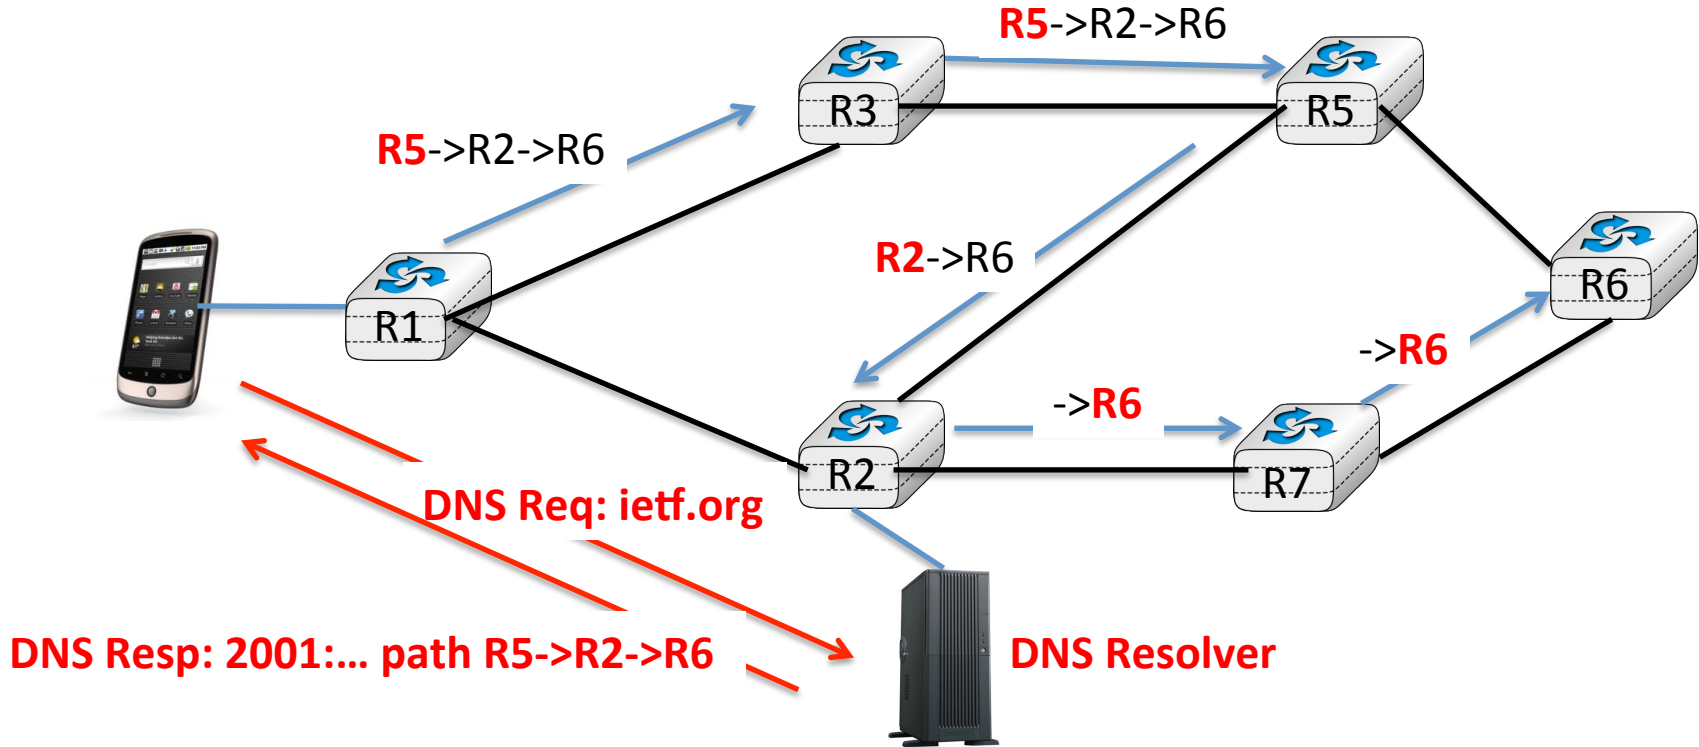 R5->R2->R6
R3
R5
R5->R2->R6
R2->R6
R6
R1
->R6
->R6
R2
R7
DNS Req: ietf.org
DNS Resp: 2001:... path R5->R2->R6
DNS Resolver